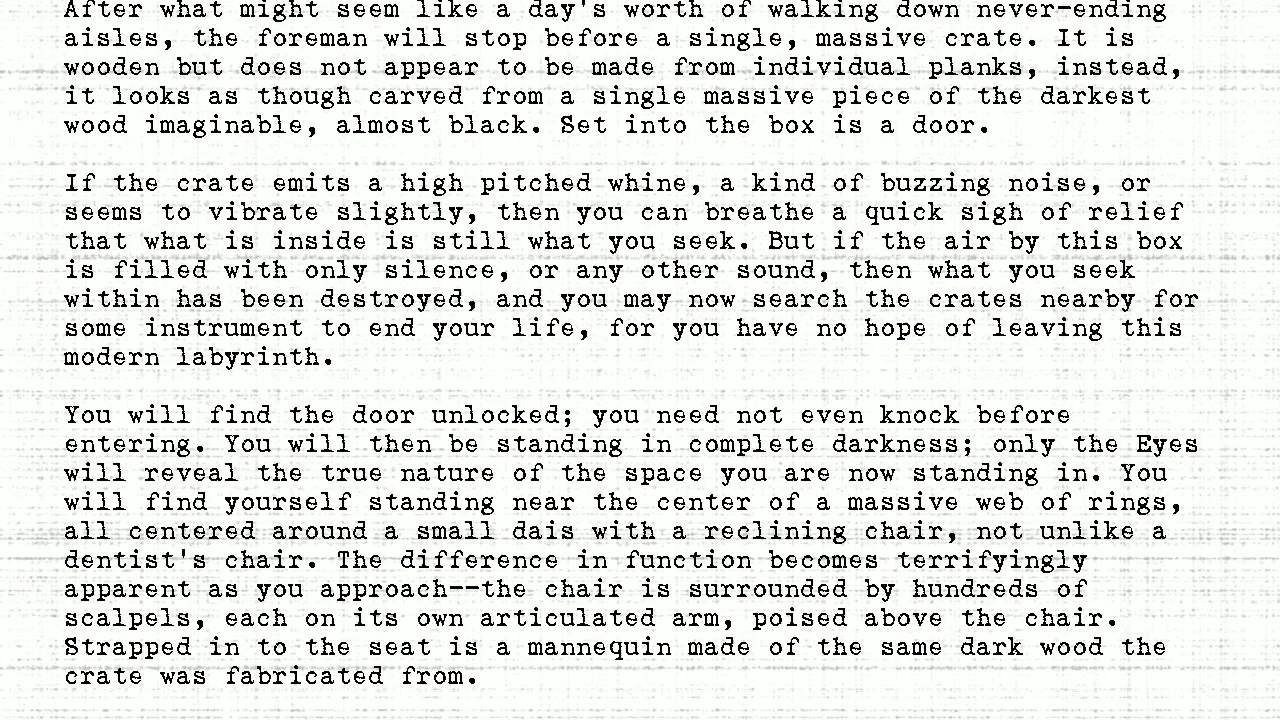 After what might seem like a day's worth of walking down never-ending
aisles, the foreman will stop before a single, massive crate. It is
wooden but does not appear to be made from individual planks, instead,
it looks as though carved from a single massive piece of the darkest
wood imaginable, almost black. Set into the box is a door.

If the crate emits a high pitched whine, a kind of buzzing noise, or
seems to vibrate slightly, then you can breathe a quick sigh of relief
that what is inside is still what you seek. But if the air by this box
is filled with only silence, or any other sound, then what you seek
within has been destroyed, and you may now search the crates nearby for
some instrument to end your life, for you have no hope of leaving this
modern labyrinth.

You will find the door unlocked; you need not even knock before
entering. You will then be standing in complete darkness; only the Eyes
will reveal the true nature of the space you are now standing in. You
will find yourself standing near the center of a massive web of rings,
all centered around a small dais with a reclining chair, not unlike a
dentist's chair. The difference in function becomes terrifyingly
apparent as you approach--the chair is surrounded by hundreds of
scalpels, each on its own articulated arm, poised above the chair.
Strapped in to the seat is a mannequin made of the same dark wood the
crate was fabricated from.